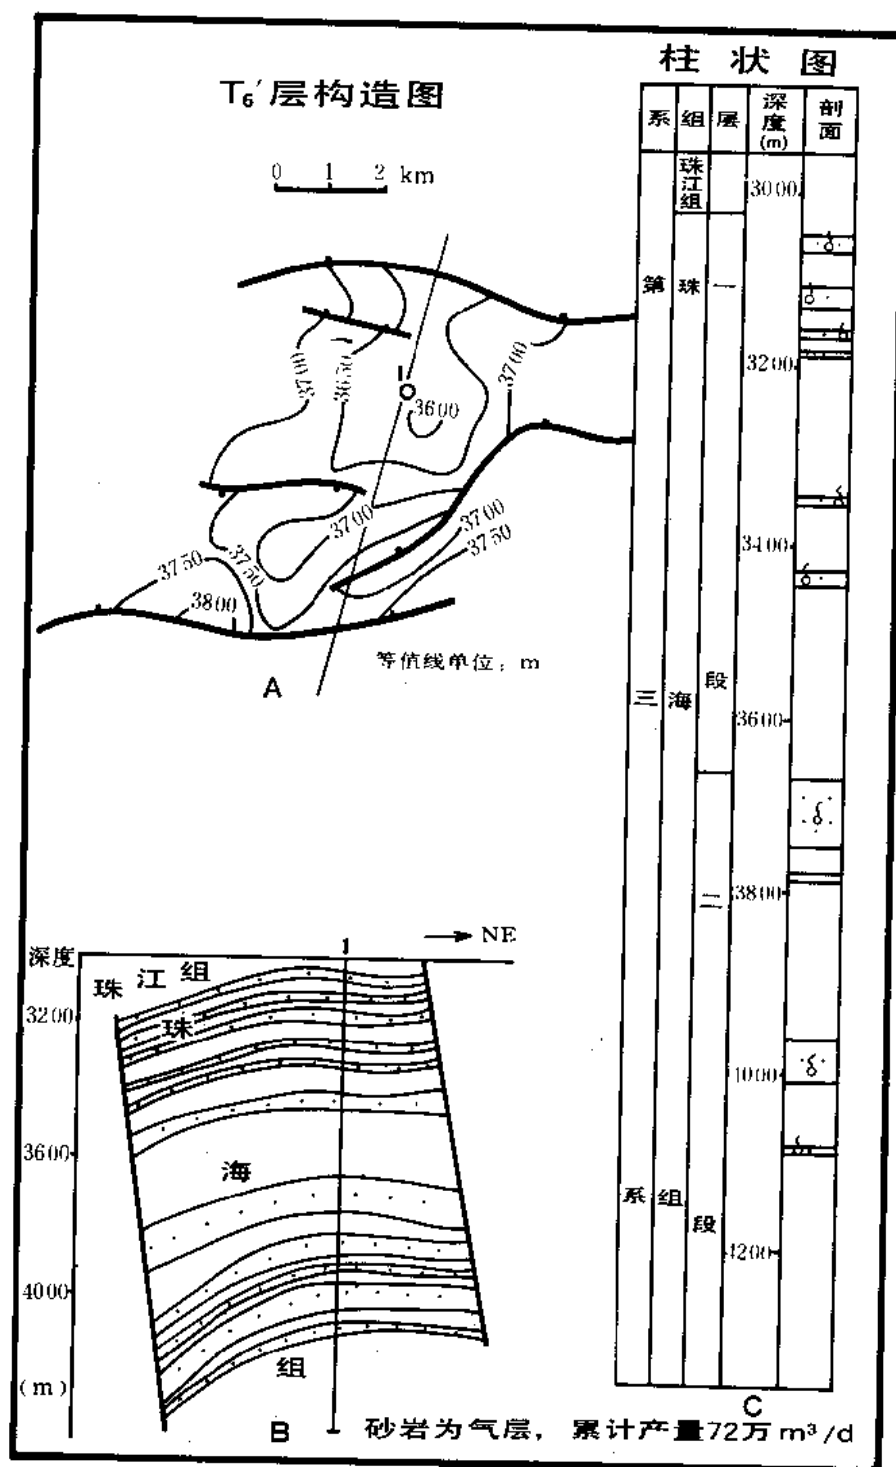 柱状图
T₆′层构造图
系 组 层 深度(m) 剖面
0 1 2 km
珠江组
3000
第 珠 一
3200
3700
3650
3700
1
3600
3400
3700
3700
3750
3750
3750
3800
等值线单位：m
A
三 海 段
3600
二
3800
1
NE
深度
珠江组
3200
珠
4000
3600
海
系 组 段
4200
4000
(m)
组
C
B
砂岩为气层，累计产量72万m³/d